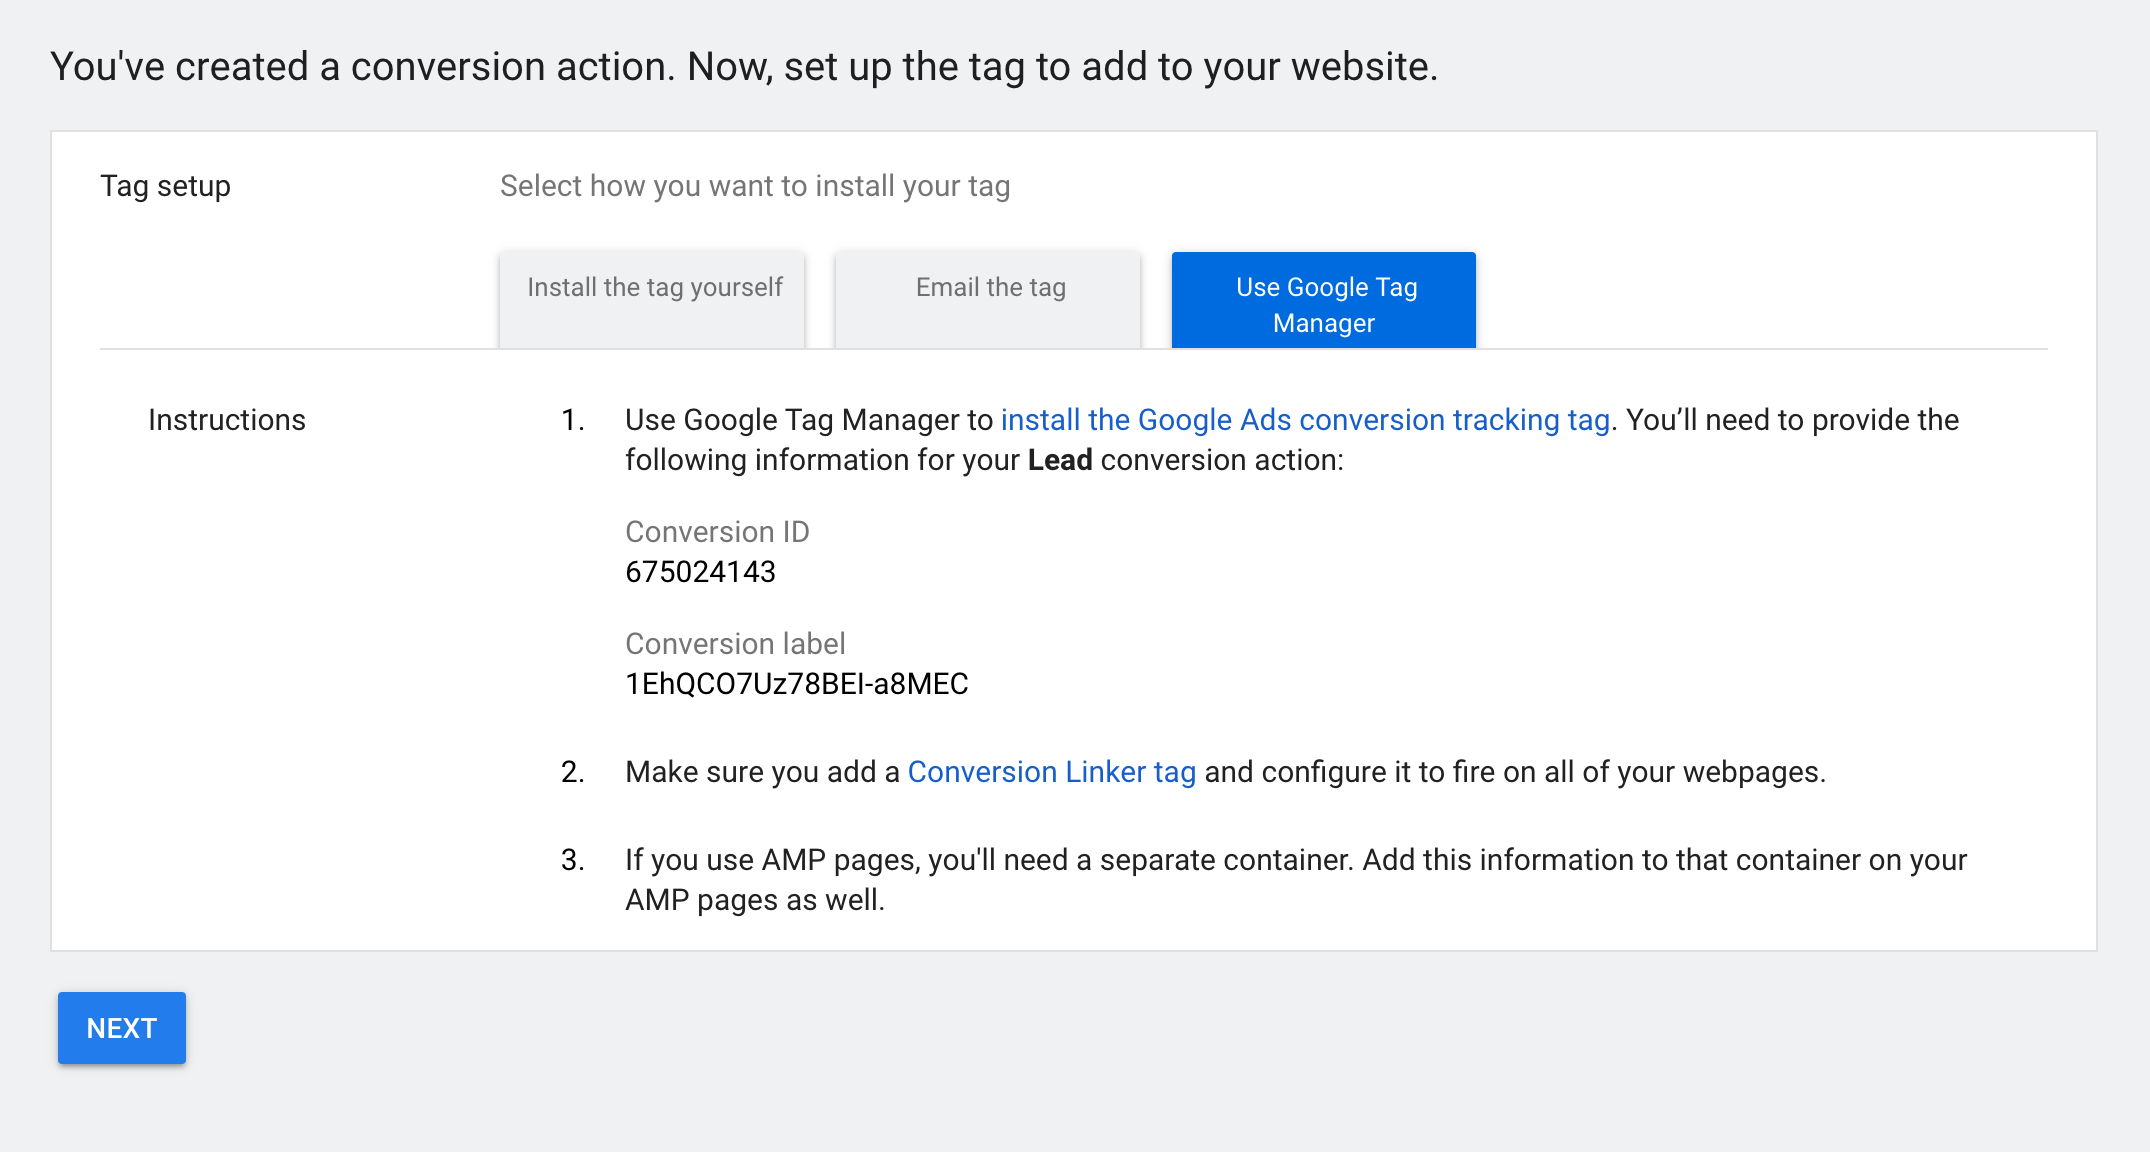 You've created a conversion action. Now, set up the tag to add to your website.
Tag setup
Select how you want to install your tag
Install the tag yourself
Email the tag
Use Google Tag
Manager
Instructions
1. Use Google Tag Manager to install the Google Ads conversion tracking tag. You’ll need to provide the
following information for your Lead conversion action:
Conversion ID
675024143
Conversion label
1EhQCO7Uz78BEI-a8MEC
2. Make sure you add a Conversion Linker tag and configure it to fire on all of your webpages.
3. If you use AMP pages, you'll need a separate container. Add this information to that container on your
AMP pages as well.
NEXT